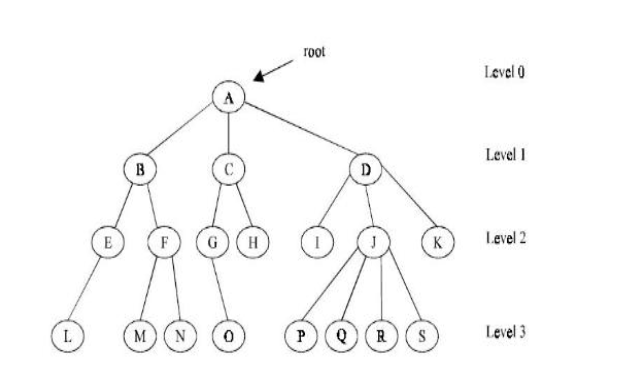 root
Level 0
A
Level 1
B C D
Level 2
E F G H I J K
Level 3
L M N O P Q R S